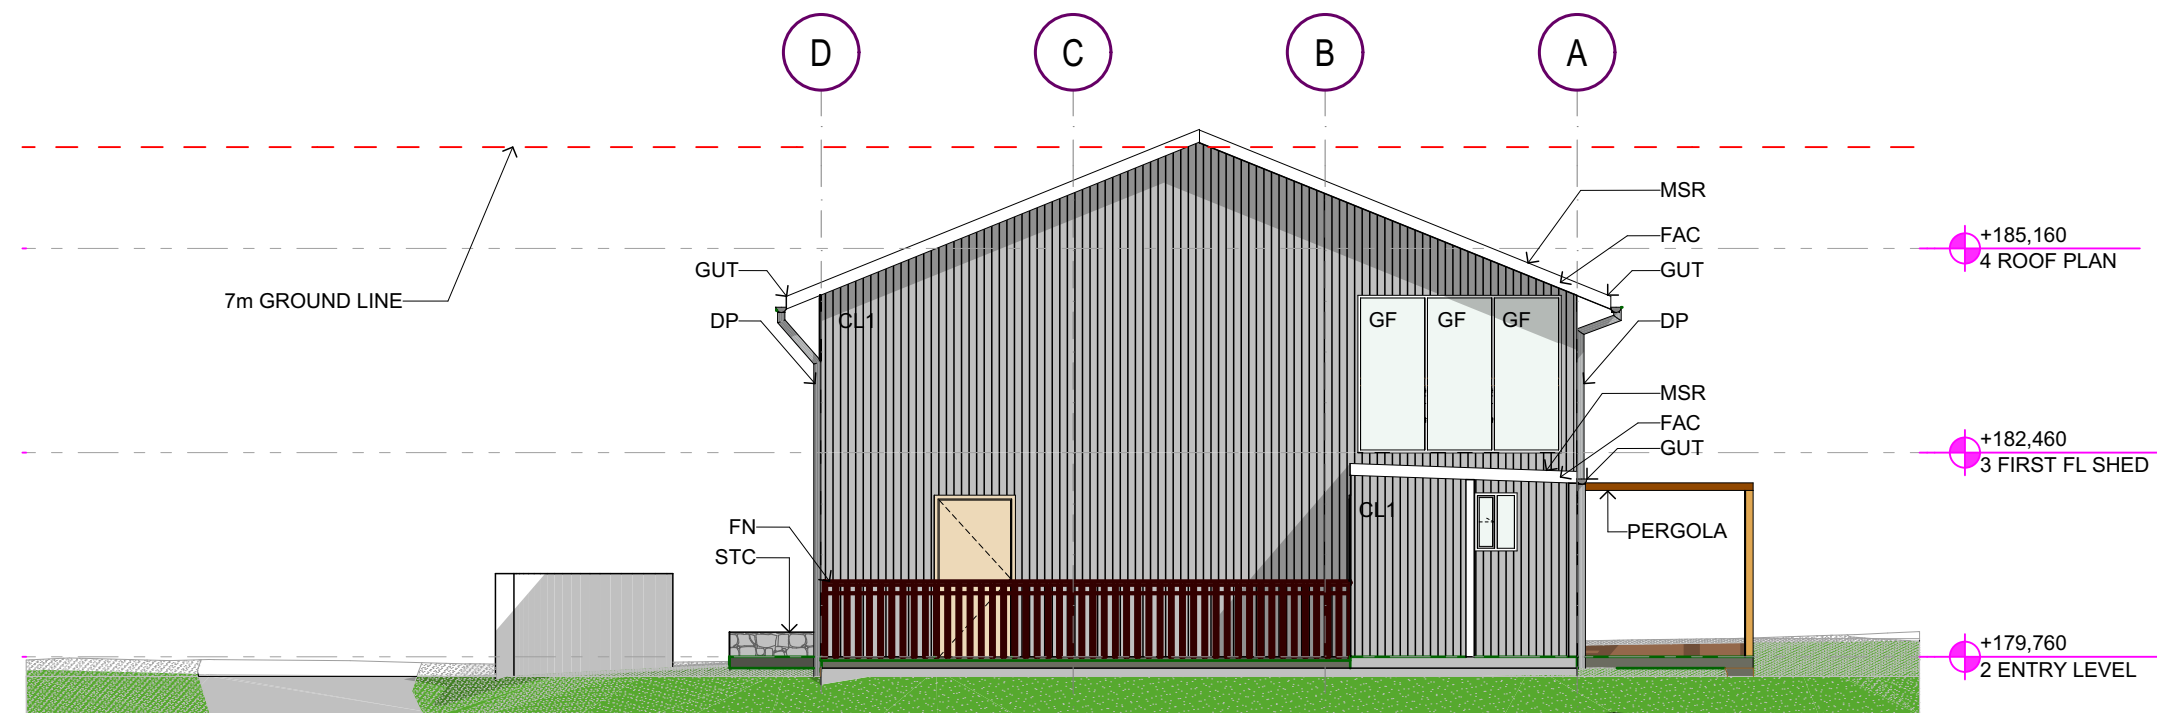 D
C
B
A
MSR
FAC
GUT
GUT
7m GROUND LINE
DP
CL1
GF
GF
GF
DP
MSR
FAC
GUT
CL1
FN
STC
PERGOLA
+185,160
4 ROOF PLAN
+182,460
3 FIRST FL SHED
+179,760
2 ENTRY LEVEL